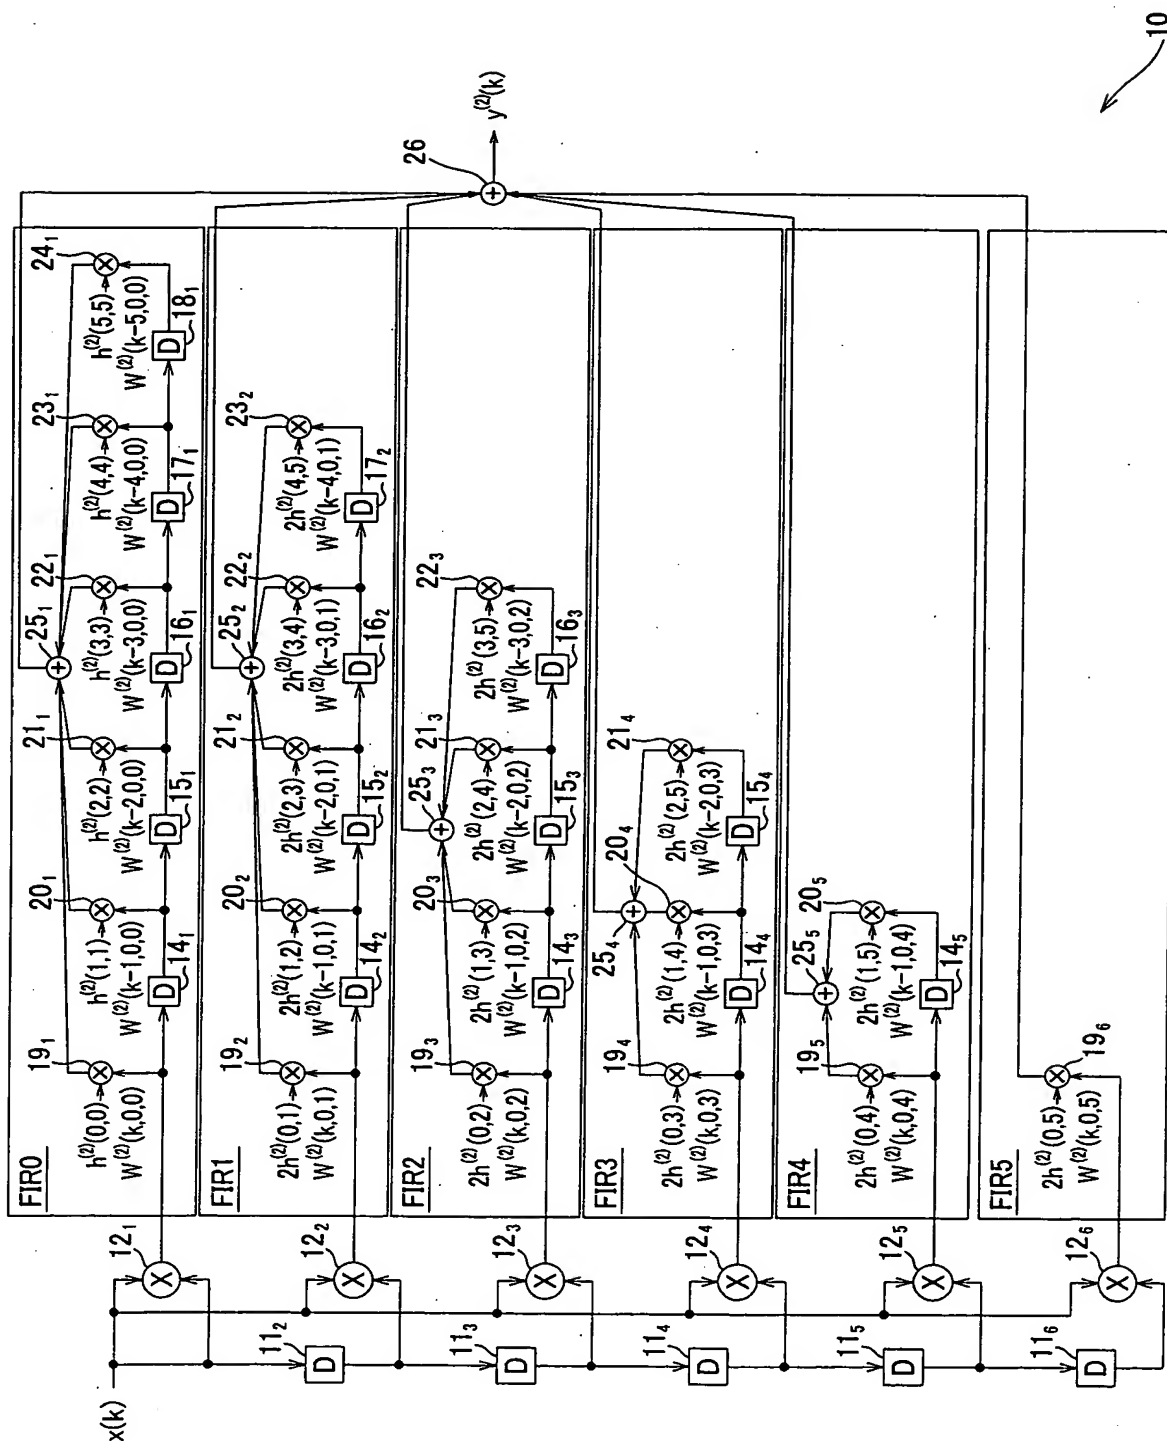 10
x(k)
11₂
11₃
11₄
11₅
11₆
D
D
D
D
D
12₁
12₂
12₃
12₄
12₅
12₆
FIR0
19₁
h⁽²⁾(0,0)
W⁽²⁾(k,0,0)
20₁
h⁽²⁾(1,1)
W⁽²⁾(k-1,0,0)
D
14₁
21₁
h⁽²⁾(2,2)
W⁽²⁾(k-2,0,0)
D
15₁
25₁
22₁
h⁽²⁾(3,3)
W⁽²⁾(k-3,0,0)
D
16₁
23₁
h⁽²⁾(4,4)
W⁽²⁾(k-4,0,0)
D
17₁
24₁
h⁽²⁾(5,5)
W⁽²⁾(k-5,0,0)
D
18₁
FIR1
19₂
2h⁽²⁾(0,1)
W⁽²⁾(k,0,1)
20₂
2h⁽²⁾(1,2)
W⁽²⁾(k-1,0,1)
D
14₂
21₂
2h⁽²⁾(2,3)
W⁽²⁾(k-2,0,1)
D
15₂
25₂
22₂
2h⁽²⁾(3,4)
W⁽²⁾(k-3,0,1)
D
16₂
23₂
2h⁽²⁾(4,5)
W⁽²⁾(k-4,0,1)
D
17₂
FIR2
19₃
2h⁽²⁾(0,2)
W⁽²⁾(k,0,2)
20₃
2h⁽²⁾(1,3)
W⁽²⁾(k-1,0,2)
D
14₃
25₃
21₃
2h⁽²⁾(2,4)
W⁽²⁾(k-2,0,2)
D
15₃
22₃
2h⁽²⁾(3,5)
W⁽²⁾(k-3,0,2)
D
16₃
FIR3
19₄
2h⁽²⁾(0,3)
W⁽²⁾(k,0,3)
25₄
20₄
2h⁽²⁾(1,4)
W⁽²⁾(k-1,0,3)
D
14₄
21₄
2h⁽²⁾(2,5)
W⁽²⁾(k-2,0,3)
D
15₄
FIR4
19₅
2h⁽²⁾(0,4)
W⁽²⁾(k,0,4)
25₅
20₅
2h⁽²⁾(1,5)
W⁽²⁾(k-1,0,4)
D
14₅
FIR5
19₆
2h⁽²⁾(0,5)
W⁽²⁾(k,0,5)
26
y⁽²⁾(k)